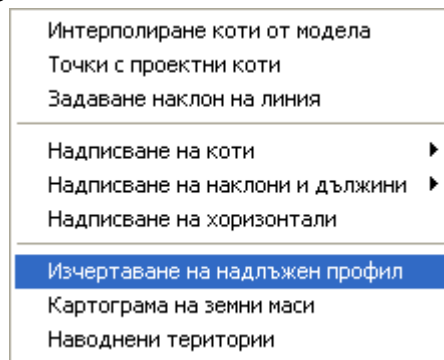 Интерполиране коти от модела
Точки с проектни коти
Задаване наклон на линия
Надписване на коти
Надписване на наклони и дължини
Надписване на хоризонтали
Изчертаване на надлъжен профил
Картограма на земни маси
Наводнени територии